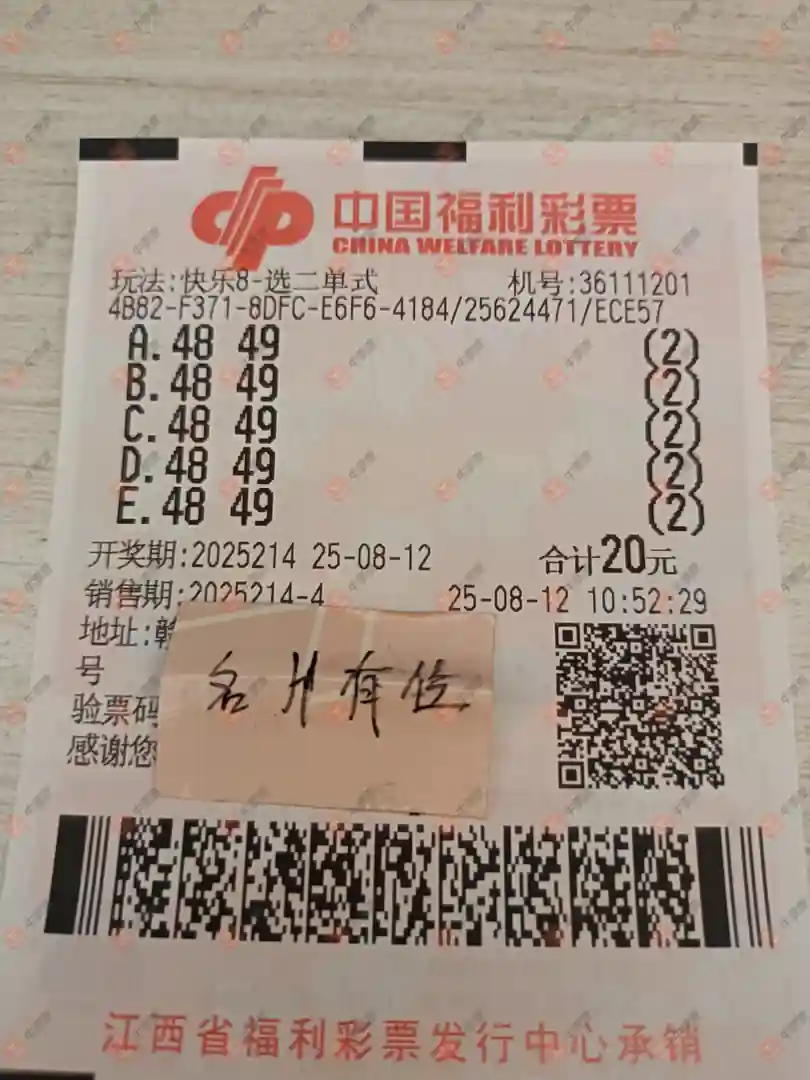 中国福利彩票
CHINA WELFARE LOTTERY
玩法:快乐8-选二单式 机号:36111201
4B82-F371-8DFC-E6F6-4184/25624471/ECE57
A.48 49 (2)
B.48 49 (2)
C.48 49 (2)
D.48 49 (2)
E.48 49 (2)
开奖期:2025214 25-08-12 合计20元
销售期:2025214-4 25-08-12 10:52:29
地址:赣
号
名片有位
验票码
感谢您
江西省福利彩票发行中心承销